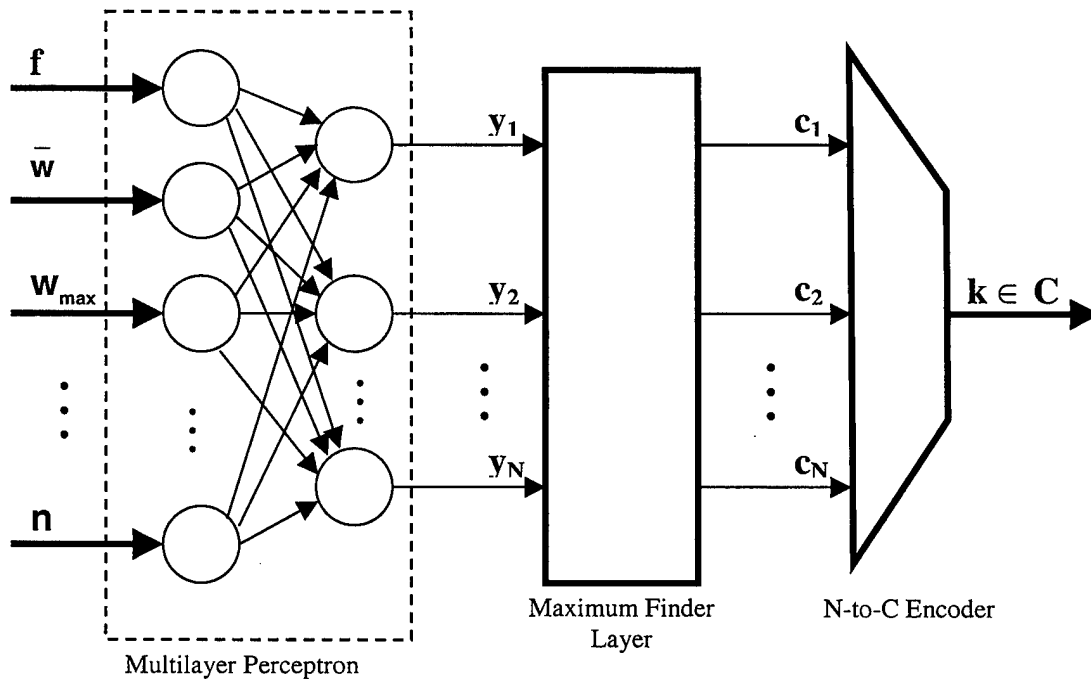 f
w̄
w_max
n
y₁
y₂
y_N
c₁
c₂
c_N
k ∈ C
Multilayer Perceptron
Maximum Finder
Layer
N-to-C Encoder